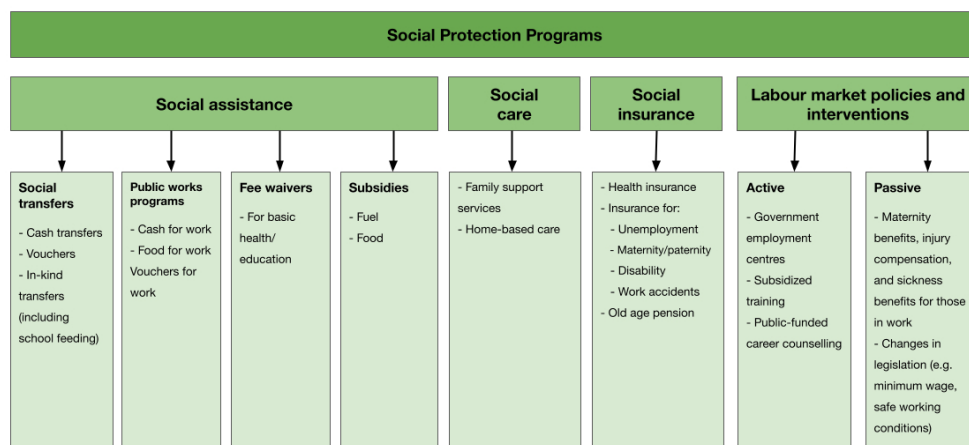 Social Protection Programs
Social assistance
Social
care
Social
insurance
Labour market policies and
interventions
Social
transfers
- Cash transfers
- Vouchers
- In-kind
transfers
(including
school feeding)
Public works
programs
- Cash for work
- Food for work
Vouchers for
work
Fee waivers
- For basic
health/
education
Subsidies
- Fuel
- Food
- Family support
services
- Home-based care
- Health insurance
- Insurance for:
- Unemployment
- Maternity/paternity
- Disability
- Work accidents
- Old age pension
Active
- Government
employment
centres
- Subsidized
training
- Public-funded
career counselling
Passive
- Maternity
benefits, injury
compensation,
and sickness
benefits for those
in work
- Changes in
legislation (e.g.
minimum wage,
safe working
conditions)